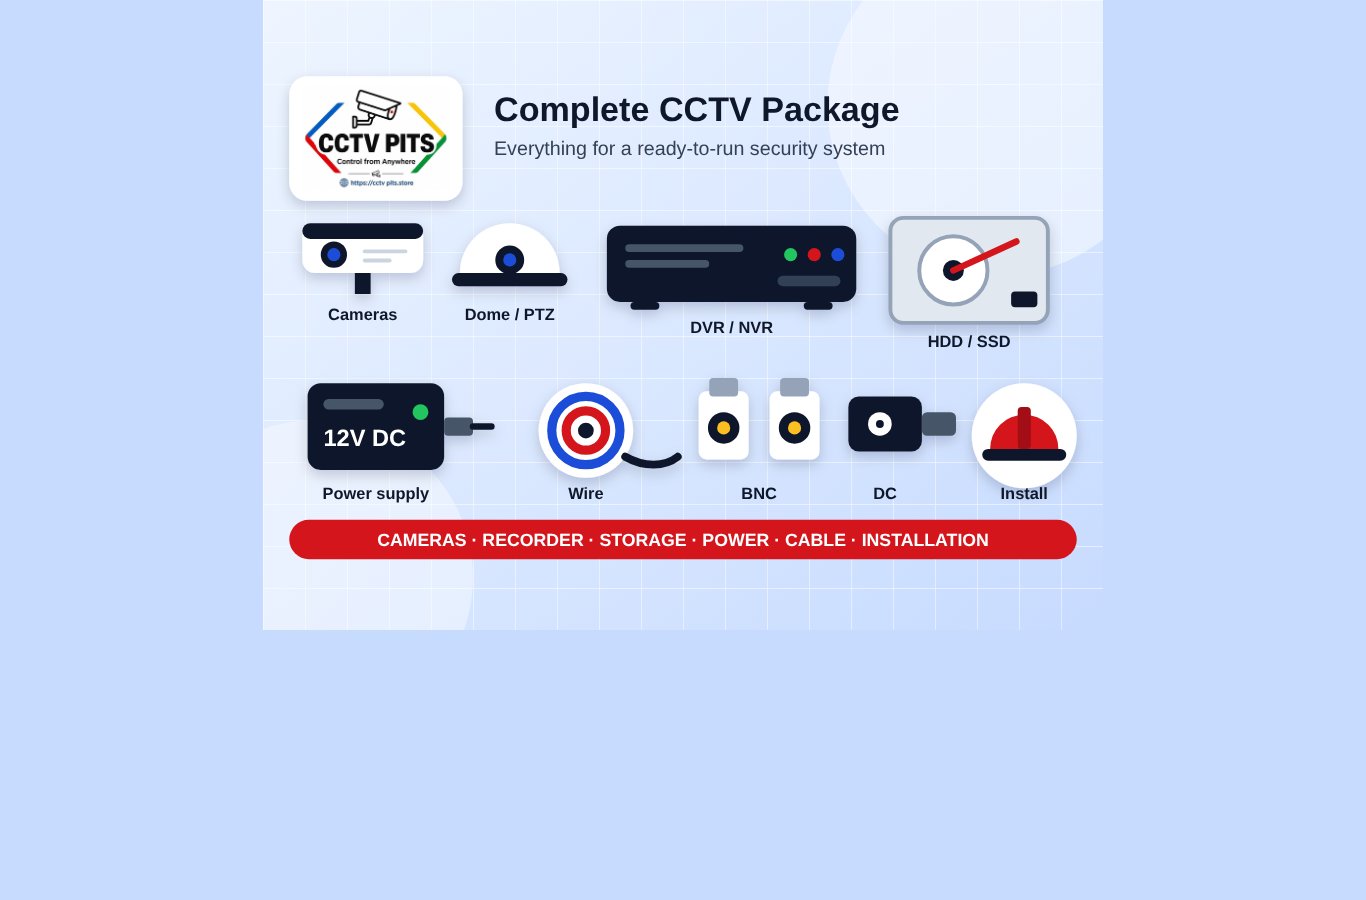 CCTV PITS
Control from Anywhere
https://cctv pits.store
Complete CCTV Package
Everything for a ready-to-run security system
Cameras
Dome / PTZ
DVR / NVR
HDD / SSD
12V DC
Power supply
Wire
BNC
DC
Install
CAMERAS · RECORDER · STORAGE · POWER · CABLE · INSTALLATION